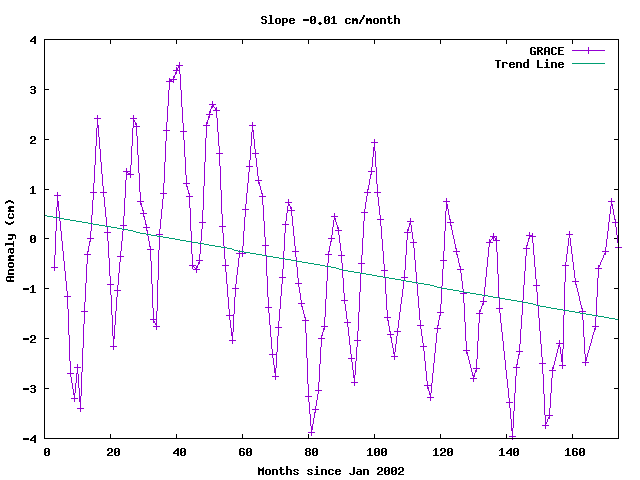 Slope -0.01 cm/month
GRACE
Trend Line
4
3
2
1
0
-1
-2
-3
-4
Anomaly (cm)
0 20 40 60 80 100 120 140 160
Months since Jan 2002